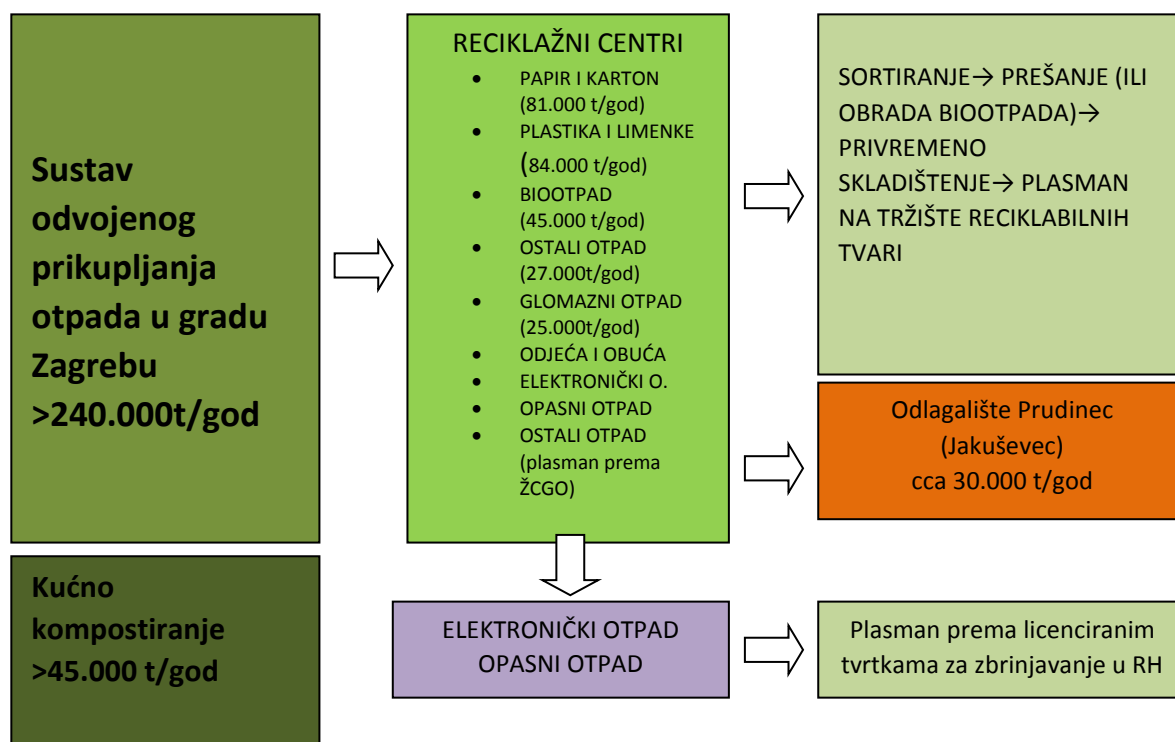 Sustav
odvojenog
prikupljanja
otpada u gradu
Zagrebu
>240.000t/god
Kućno
kompostiranje
>45.000 t/god
RECIKLAŽNI CENTRI
• PAPIR I KARTON
(81.000 t/god)
• PLASTIKA I LIMENKE
(84.000 t/god)
• BIOOTPAD
(45.000 t/god)
• OSTALI OTPAD
(27.000t/god)
• GLOMAZNI OTPAD
(25.000t/god)
• ODJEĆA I OBUĆA
• ELEKTRONIČKI O.
• OPASNI OTPAD
• OSTALI OTPAD
(plasman prema
ŽCGO)
ELEKTRONIČKI OTPAD
OPASNI OTPAD
SORTIRANJE→ PREŠANJE (ILI
OBRADA BIOOTPADA)→
PRIVREMENO
SKLADIŠTENJE→ PLASMAN
NA TRŽIŠTE RECIKLABILNIH
TVARI
Odlagalište Prudinec
(Jakuševec)
cca 30.000 t/god
Plasman prema licenciranim
tvrtkama za zbrinjavanje u RH